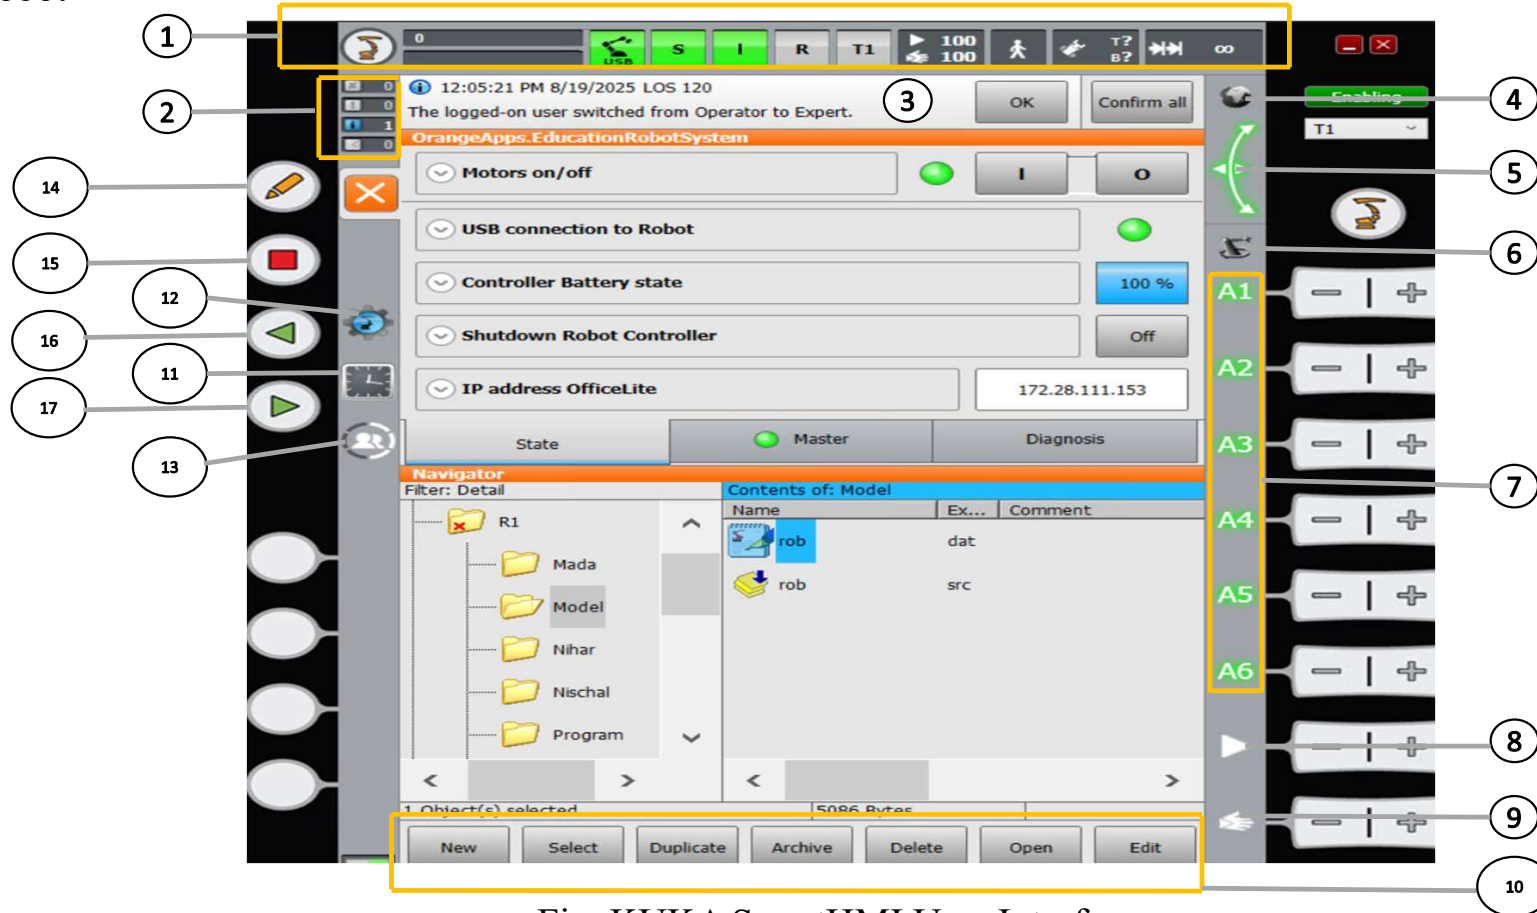 1
0
USB
S
I
R
T1
100
100
T?
B?
∞
2
0
0
1
0
12:05:21 PM 8/19/2025 LOS 120
The logged-on user switched from Operator to Expert.
3
OK
Confirm all
4
Enabling
T1
OrangeApps.EducationRobotSystem
14
Motors on/off
I
O
5
USB connection to Robot
6
15
Controller Battery state
100 %
A1
12
16
Shutdown Robot Controller
Off
11
A2
IP address OfficeLite
172.28.111.153
17
State
Master
Diagnosis
A3
13
Navigator
Filter: Detail
Contents of: Model
7
Name
Ex...
Comment
R1
rob
dat
A4
Mada
rob
src
Model
A5
Nihar
A6
Nischal
Program
8
1 Object(s) selected
5086 Bytes
9
New
Select
Duplicate
Archive
Delete
Open
Edit
10